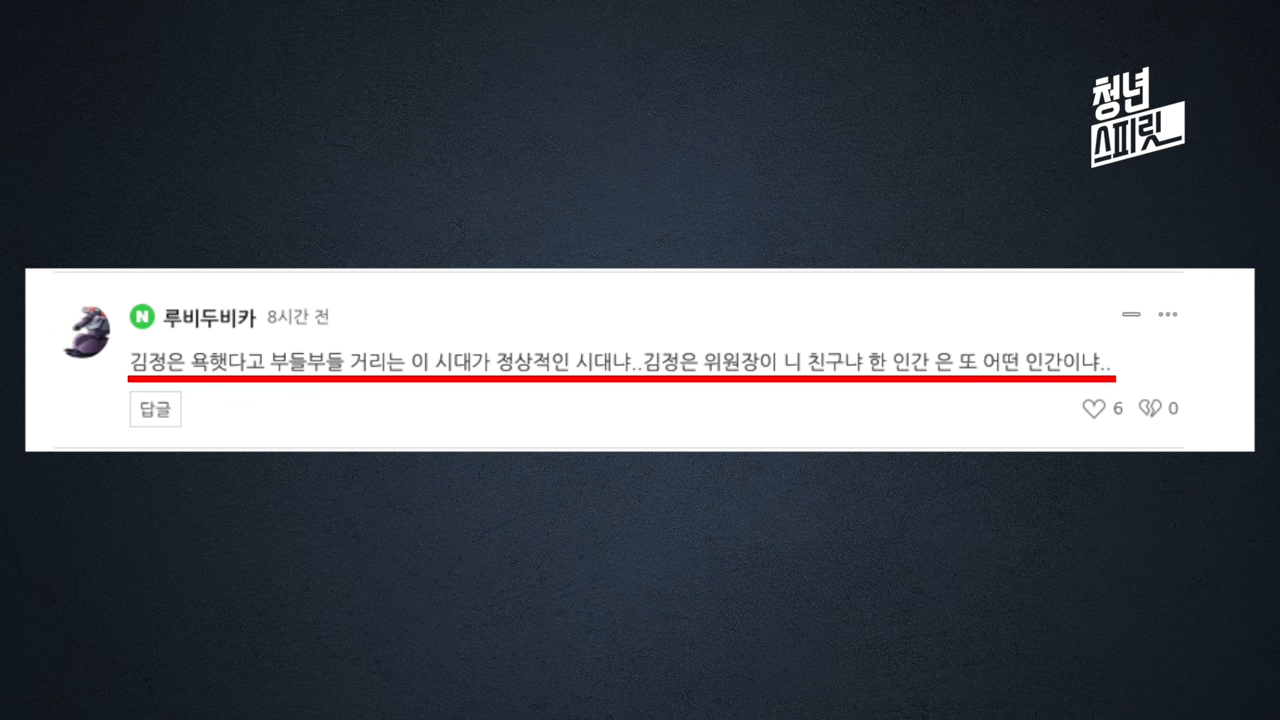 청년
스피릿
N 루비두비카 8시간 전
김정은 욕햇다고 부들부들 거리는 이 시대가 정상적인 시대냐..김정은 위원장이 니 친구냐 한 인간 은 또 어떤 인간이냐..
답글
6 0